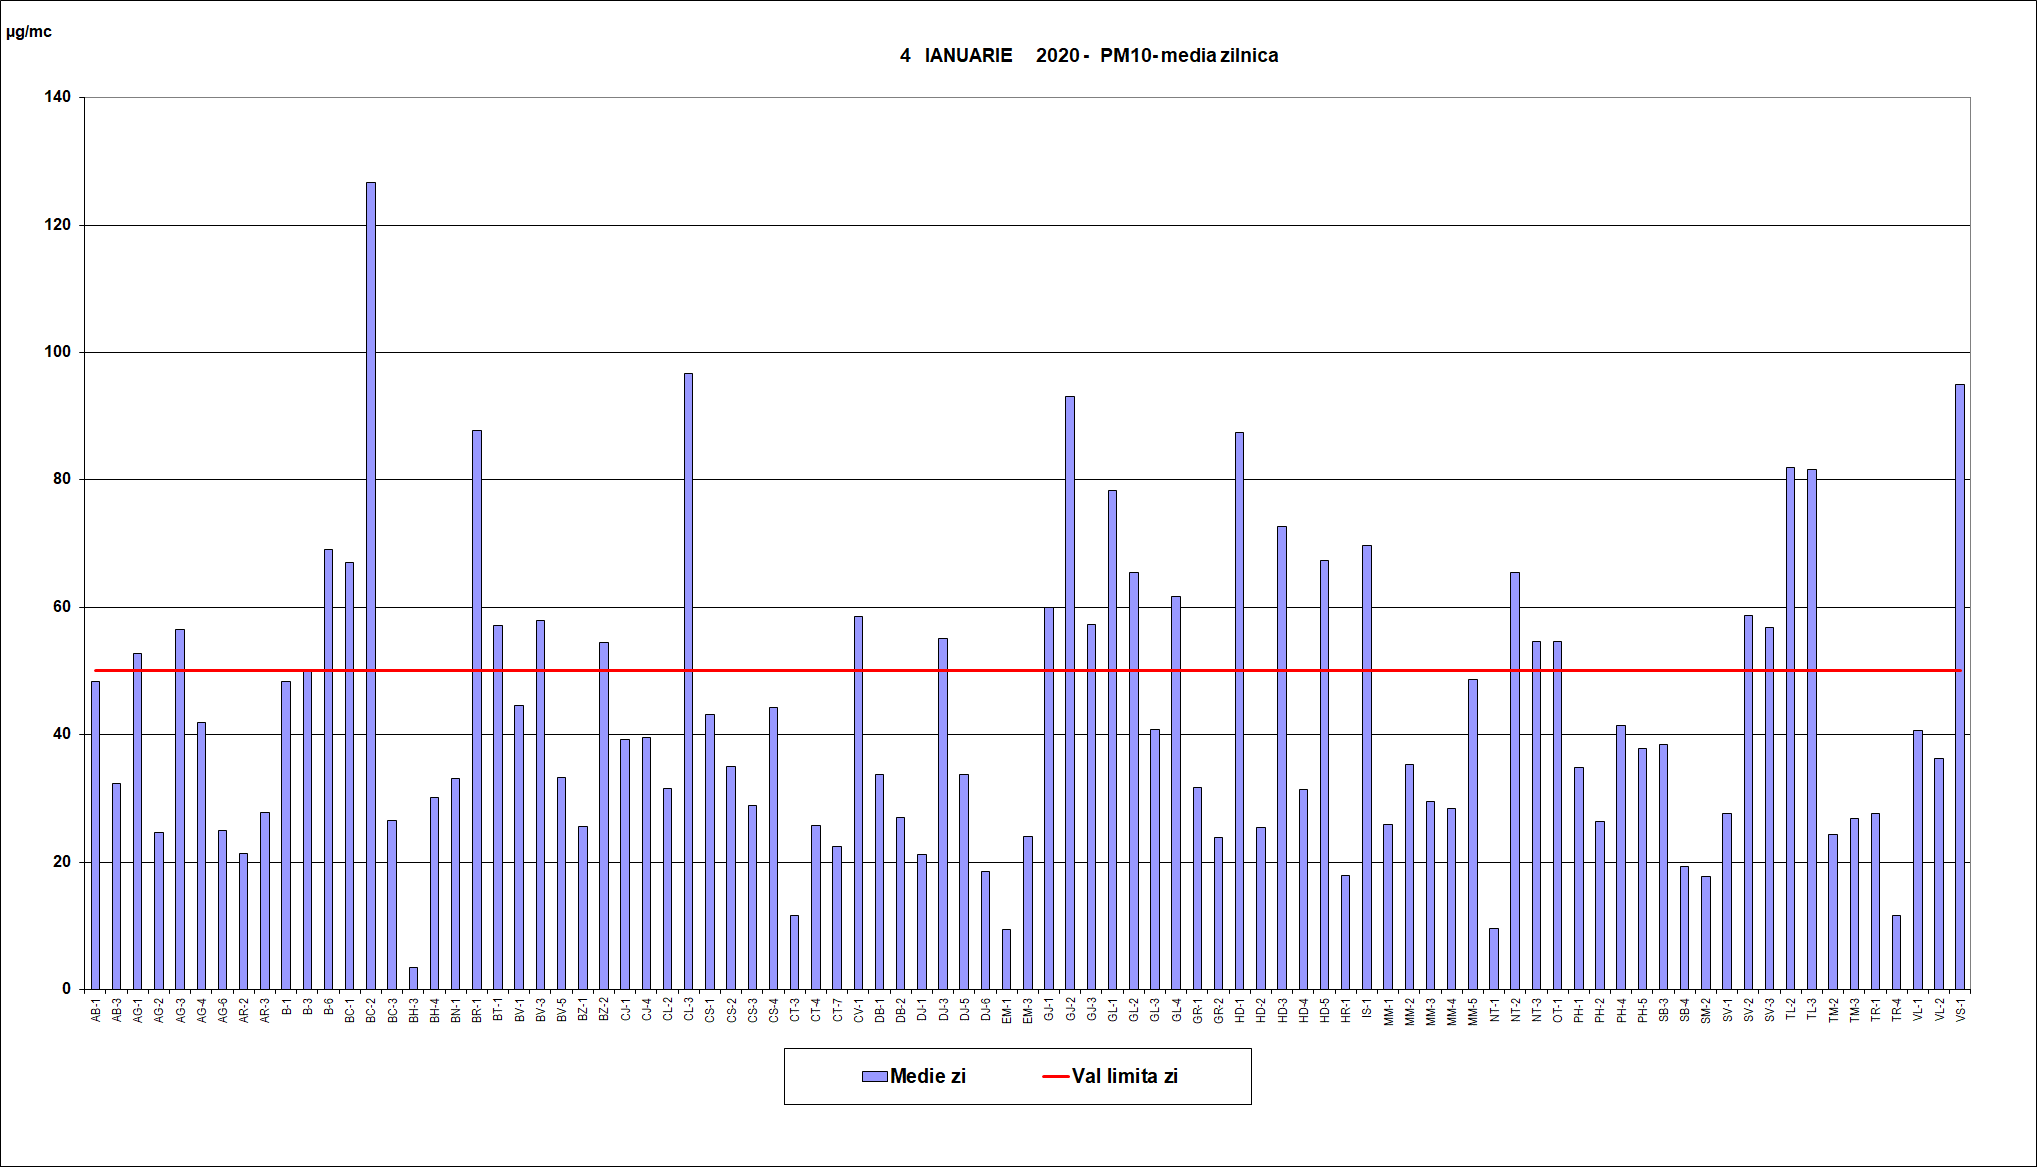 µg/mc
4 IANUARIE 2020 - PM10- media zilnica
140
120
100
80
60
40
20
0
AB-1 AB-3 AG-1 AG-2 AG-3 AG-4 AG-6 AR-2 AR-3 B-1 B-3 B-6 BC-1 BC-2 BC-3 BH-3 BH-4 BN-1 BR-1 BT-1 BV-1 BV-3 BV-5 BZ-1 BZ-2 CJ-1 CJ-4 CL-2 CL-3 CS-1 CS-2 CS-3 CS-4 CT-3 CT-4 CT-7 CV-1 DB-1 DB-2 DJ-1 DJ-3 DJ-5 DJ-6 EM-1 EM-3 GJ-1 GJ-2 GJ-3 GL-1 GL-2 GL-3 GL-4 GR-1 GR-2 HD-1 HD-2 HD-3 HD-4 HD-5 HR-1 IS-1 MM-1 MM-2 MM-3 MM-4 MM-5 NT-1 NT-2 NT-3 OT-1 PH-1 PH-2 PH-4 PH-5 SB-3 SB-4 SM-2 SV-1 SV-2 SV-3 TL-2 TL-3 TM-2 TM-3 TR-1 TR-4 VL-1 VL-2 VS-1
Medie zi Val limita zi